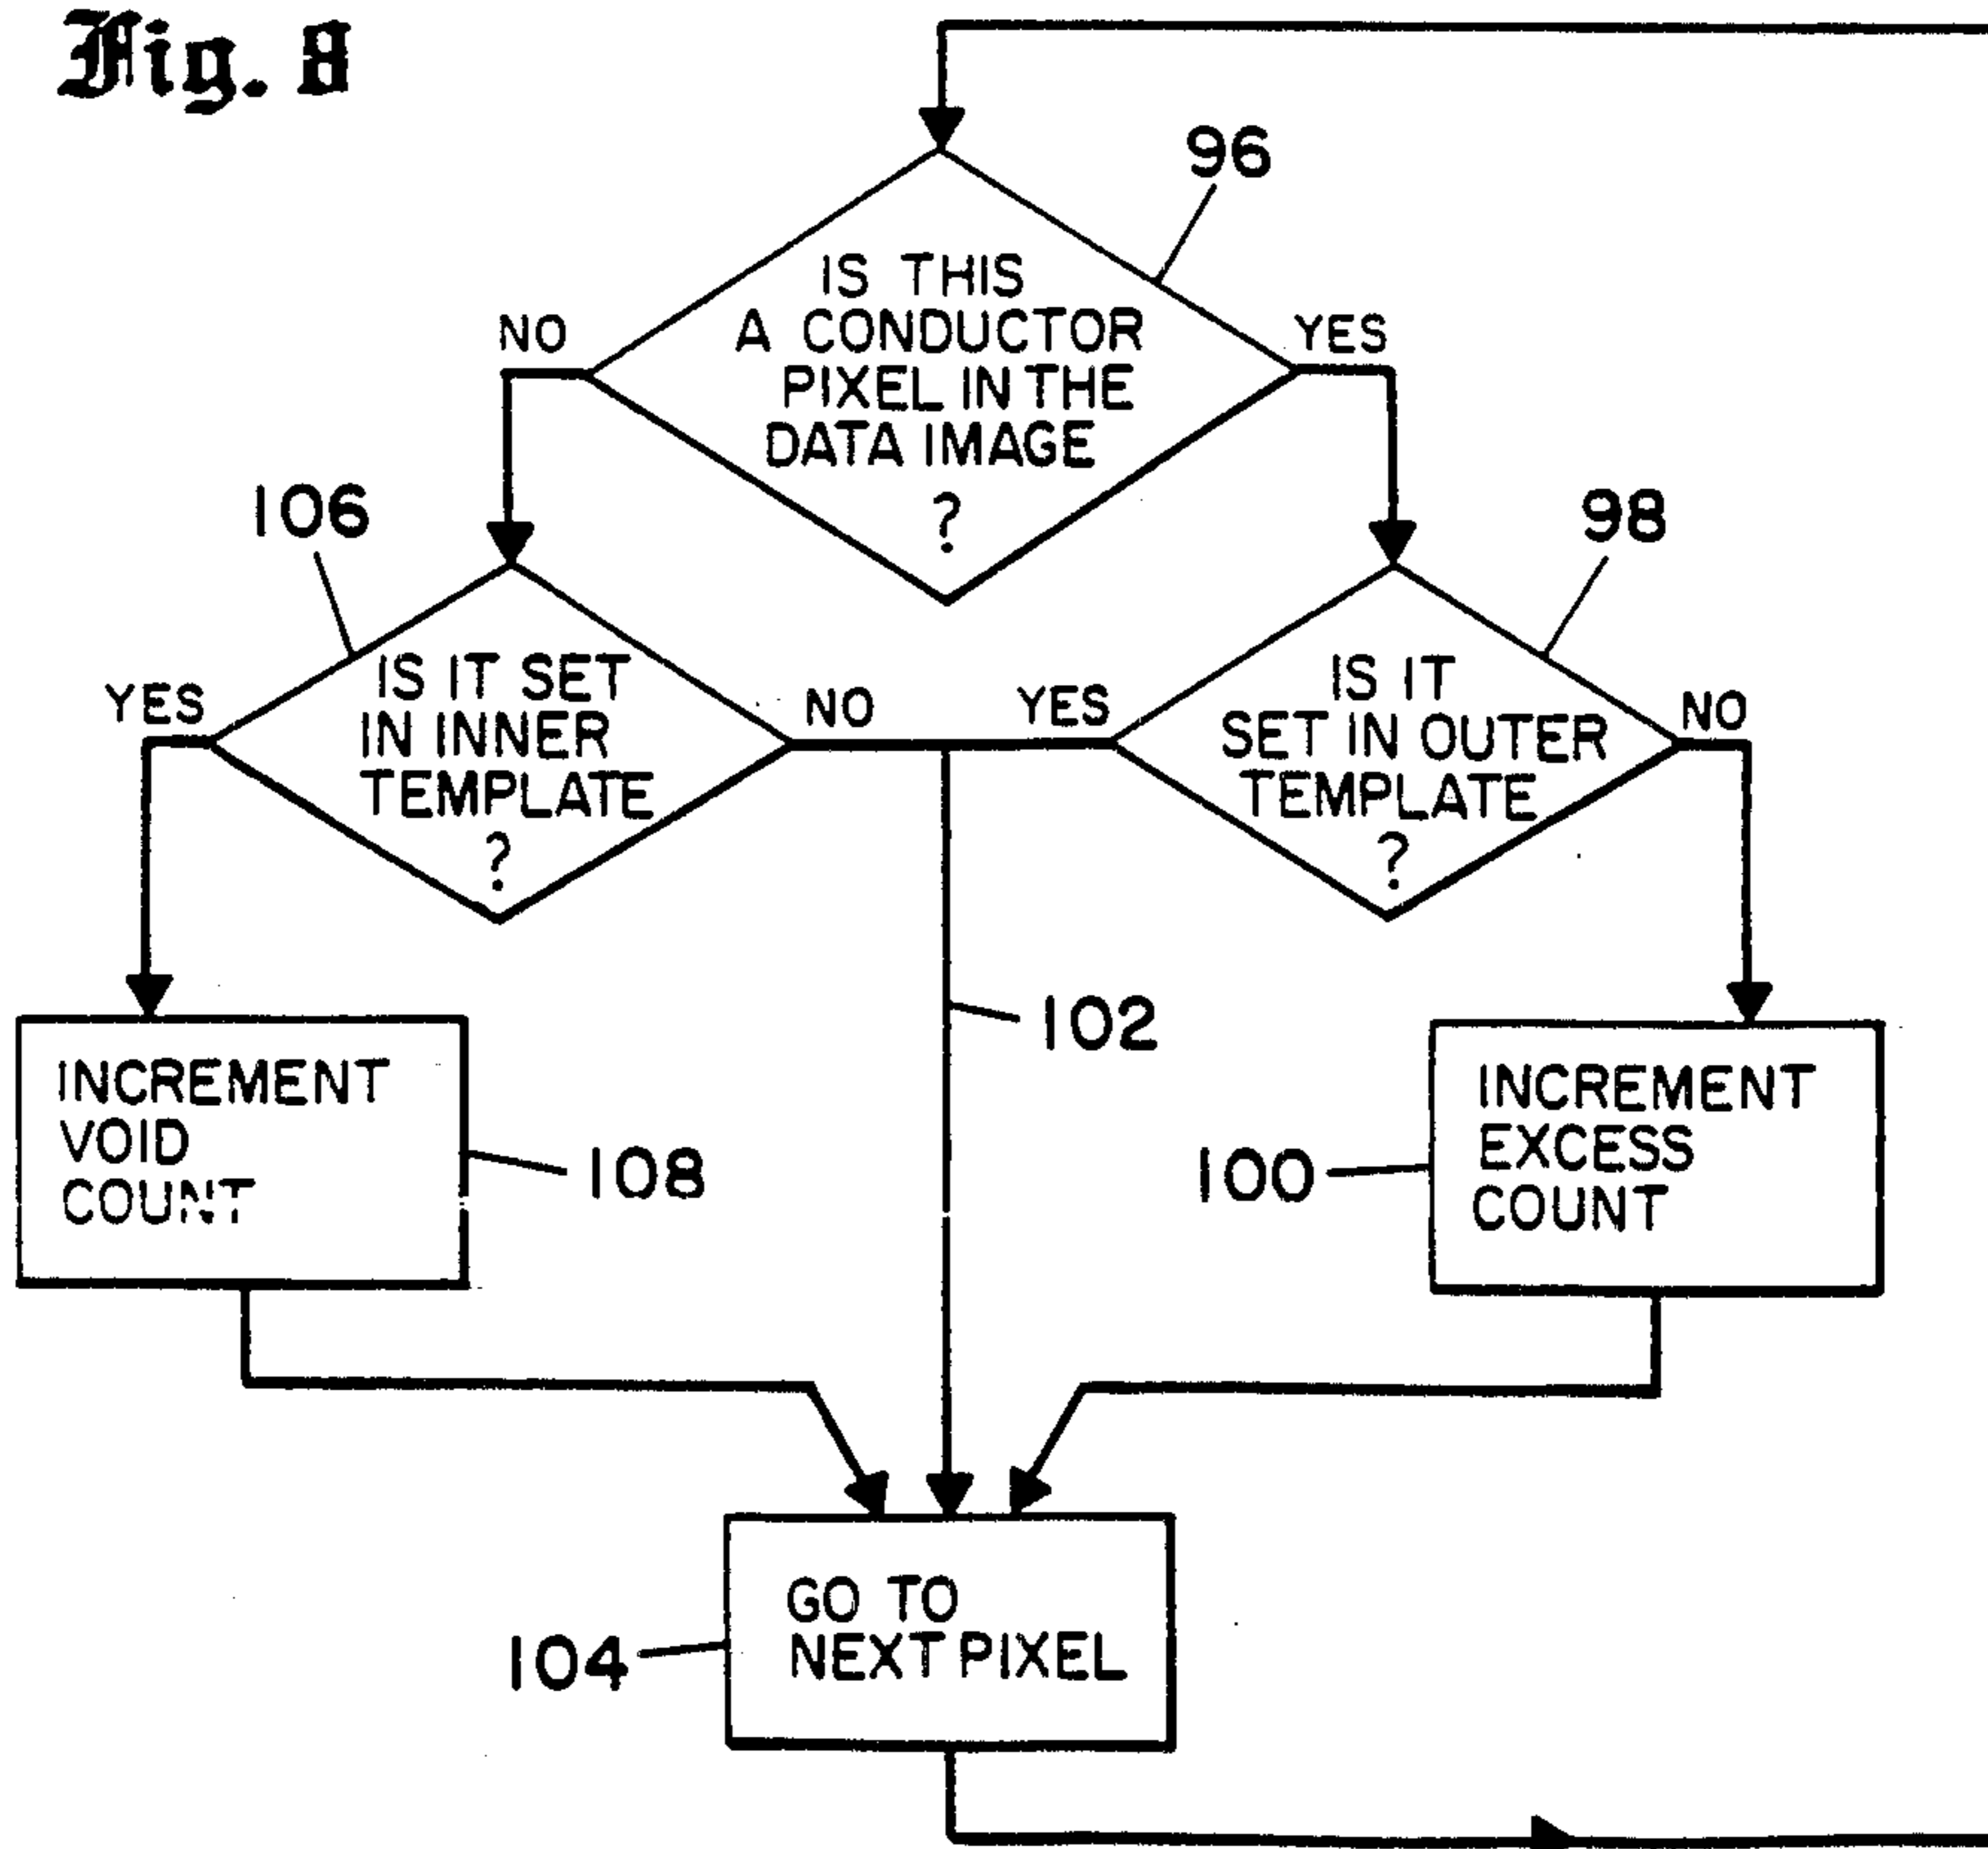 Fig. 8
96
IS THIS
A CONDUCTOR
PIXEL IN THE
DATA IMAGE
?
NO
YES
106
98
IS IT SET
IN INNER
TEMPLATE
?
YES
NO
IS IT
SET IN OUTER
TEMPLATE
?
YES
NO
102
INCREMENT
VOID
COUNT
108
INCREMENT
EXCESS
COUNT
100
GO TO
NEXT PIXEL
104